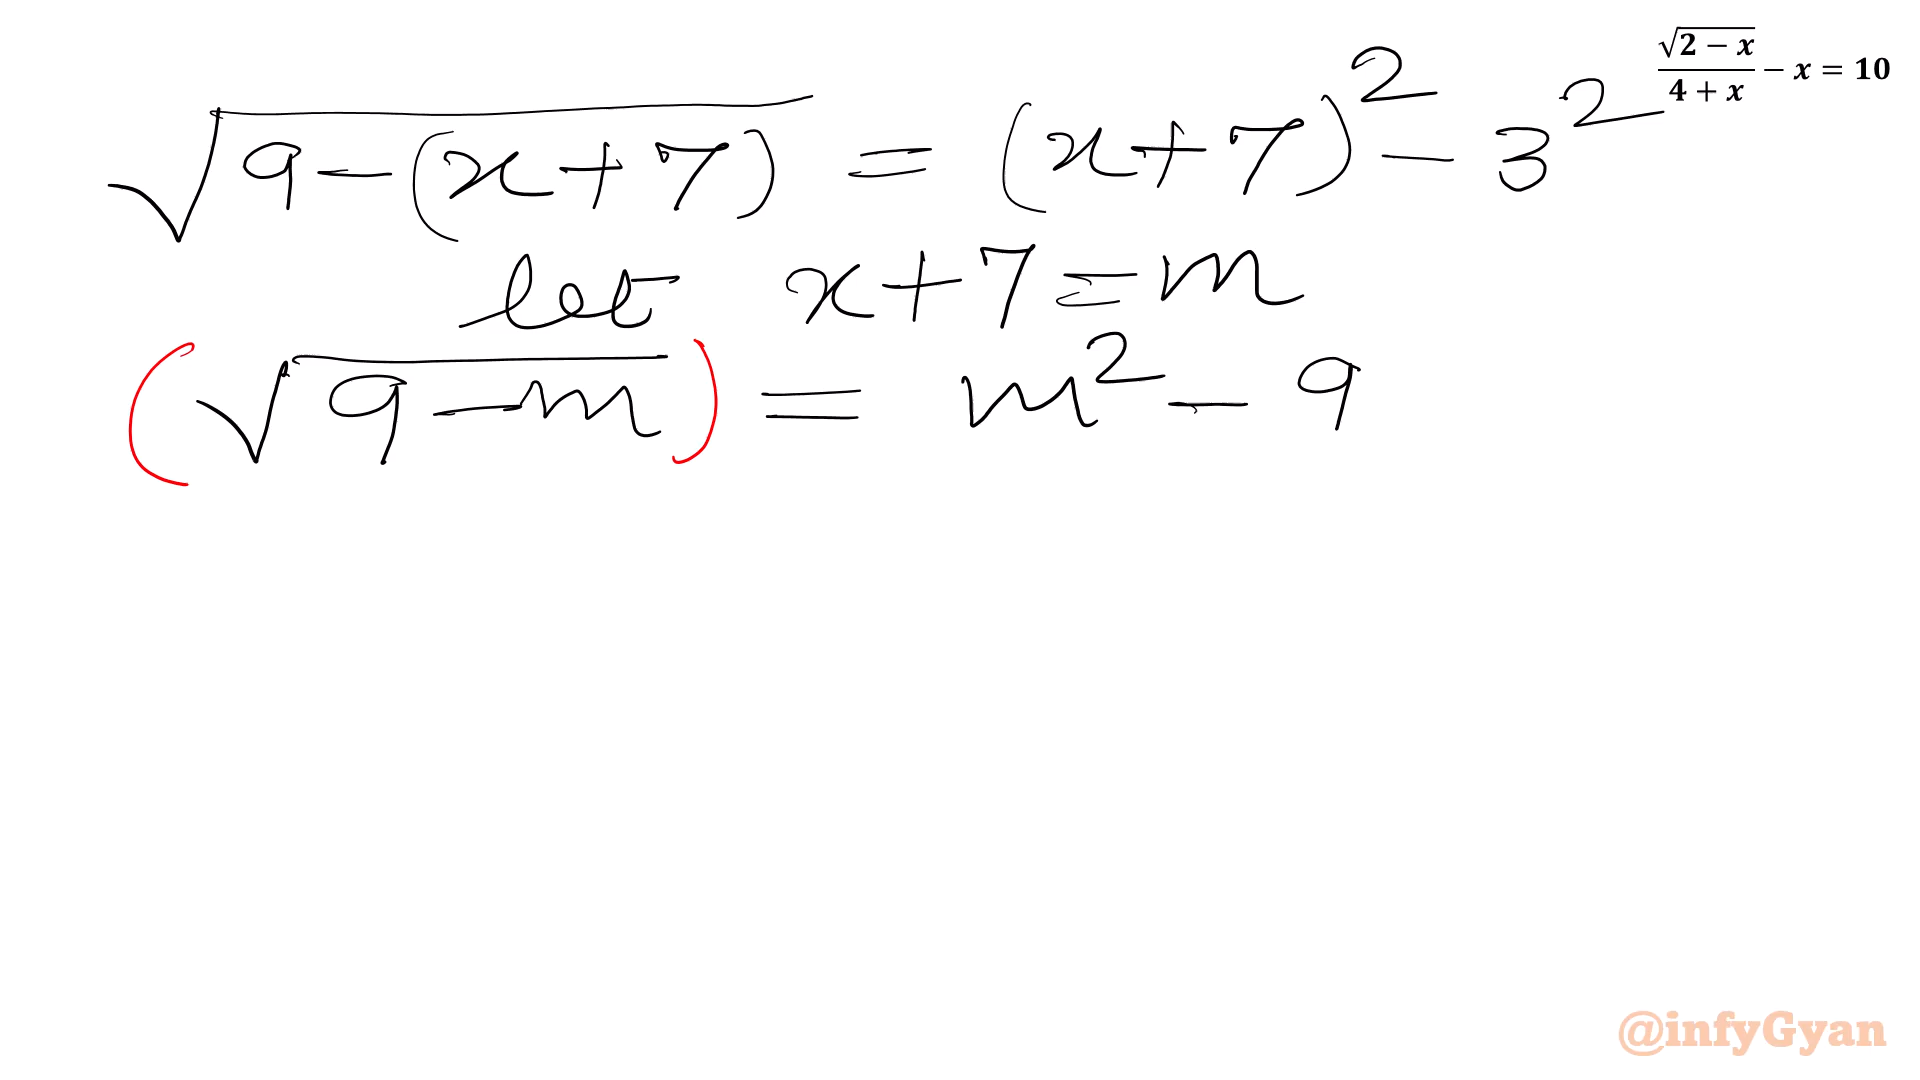 √(2 − x)/(4 + x) − x = 10
√(9 − (x + 7)) = (x + 7)² − 3²
let x + 7 = m
(√(9 − m)) = m² − 9
@infyGyan